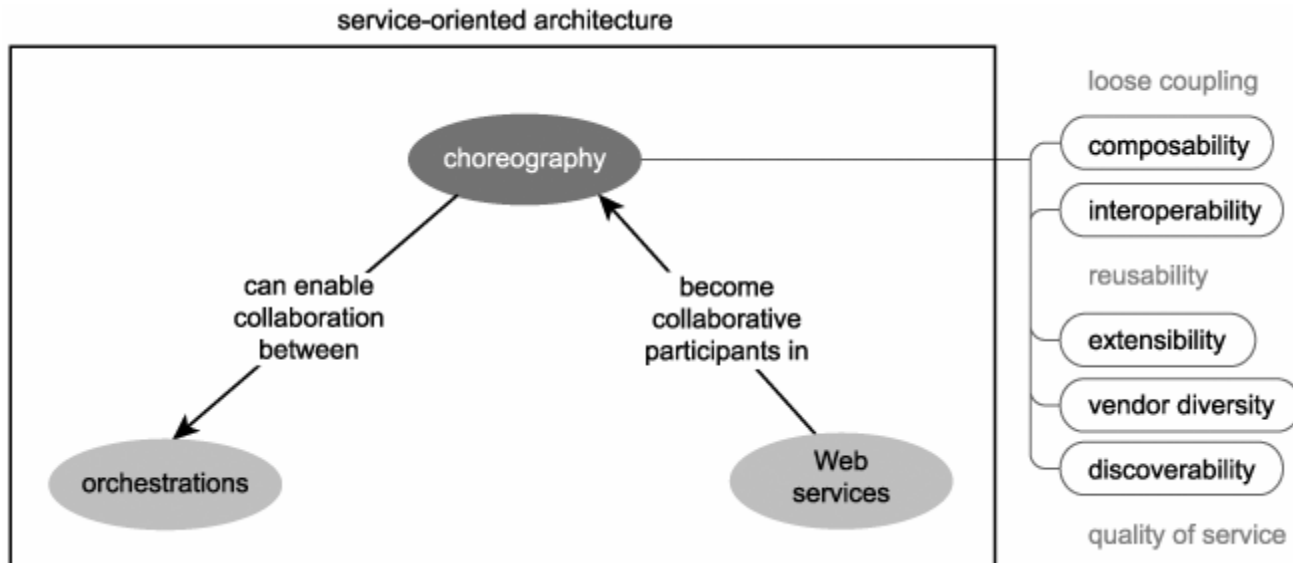 service-oriented architecture
choreography
can enable
collaboration
between
become
collaborative
participants in
orchestrations
Web
services
loose coupling
composability
interoperability
reusability
extensibility
vendor diversity
discoverability
quality of service